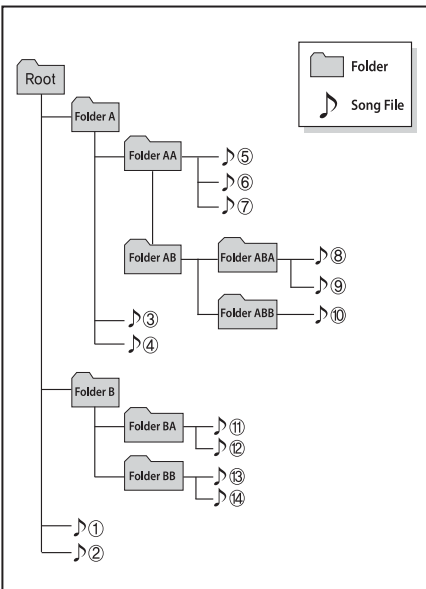 Root
Folder
Song File
Folder A
Folder AA
⑤
⑥
⑦
Folder AB
Folder ABA
⑧
⑨
Folder ABB
⑩
③
④
Folder B
Folder BA
⑪
⑫
Folder BB
⑬
⑭
①
②